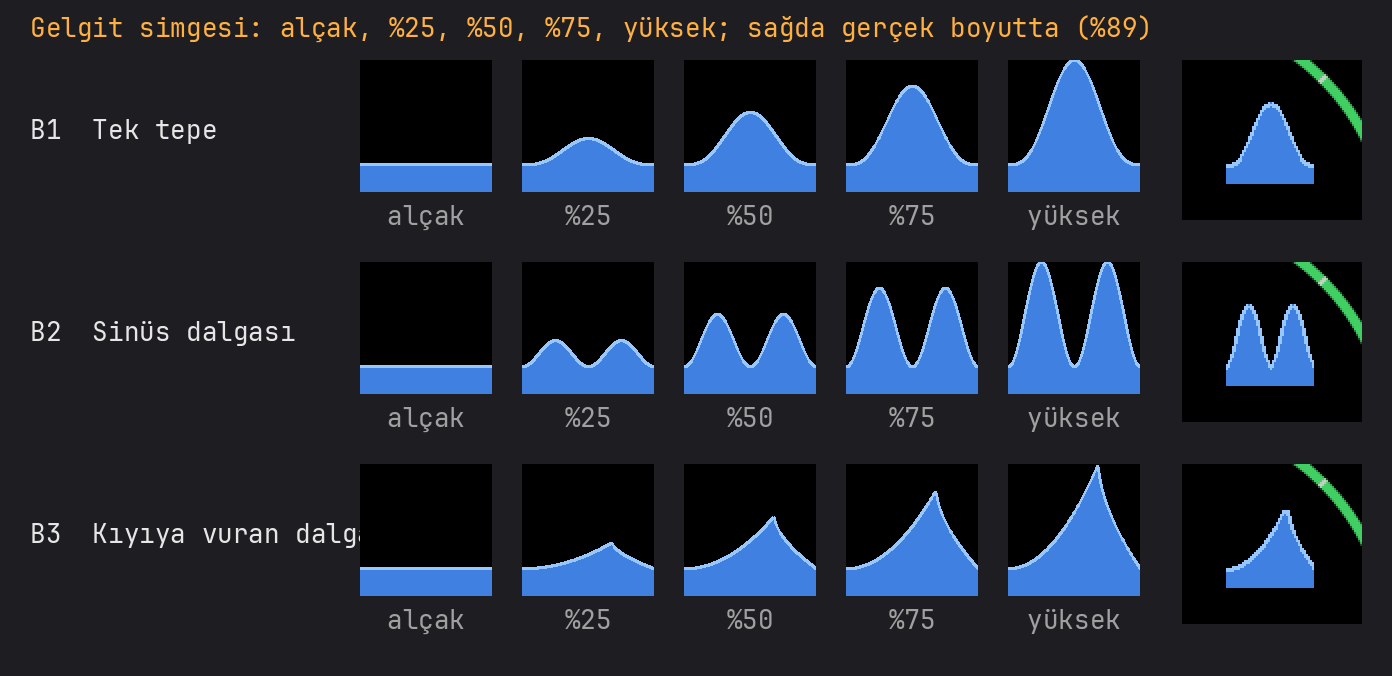 Gelgit simgesi: alçak, %25, %50, %75, yüksek; sağda gerçek boyutta (%89)
B1 Tek tepe
alçak %25 %50 %75 yüksek
B2 Sinüs dalgası
alçak %25 %50 %75 yüksek
B3 Kıyıya vuran dalga
alçak %25 %50 %75 yüksek